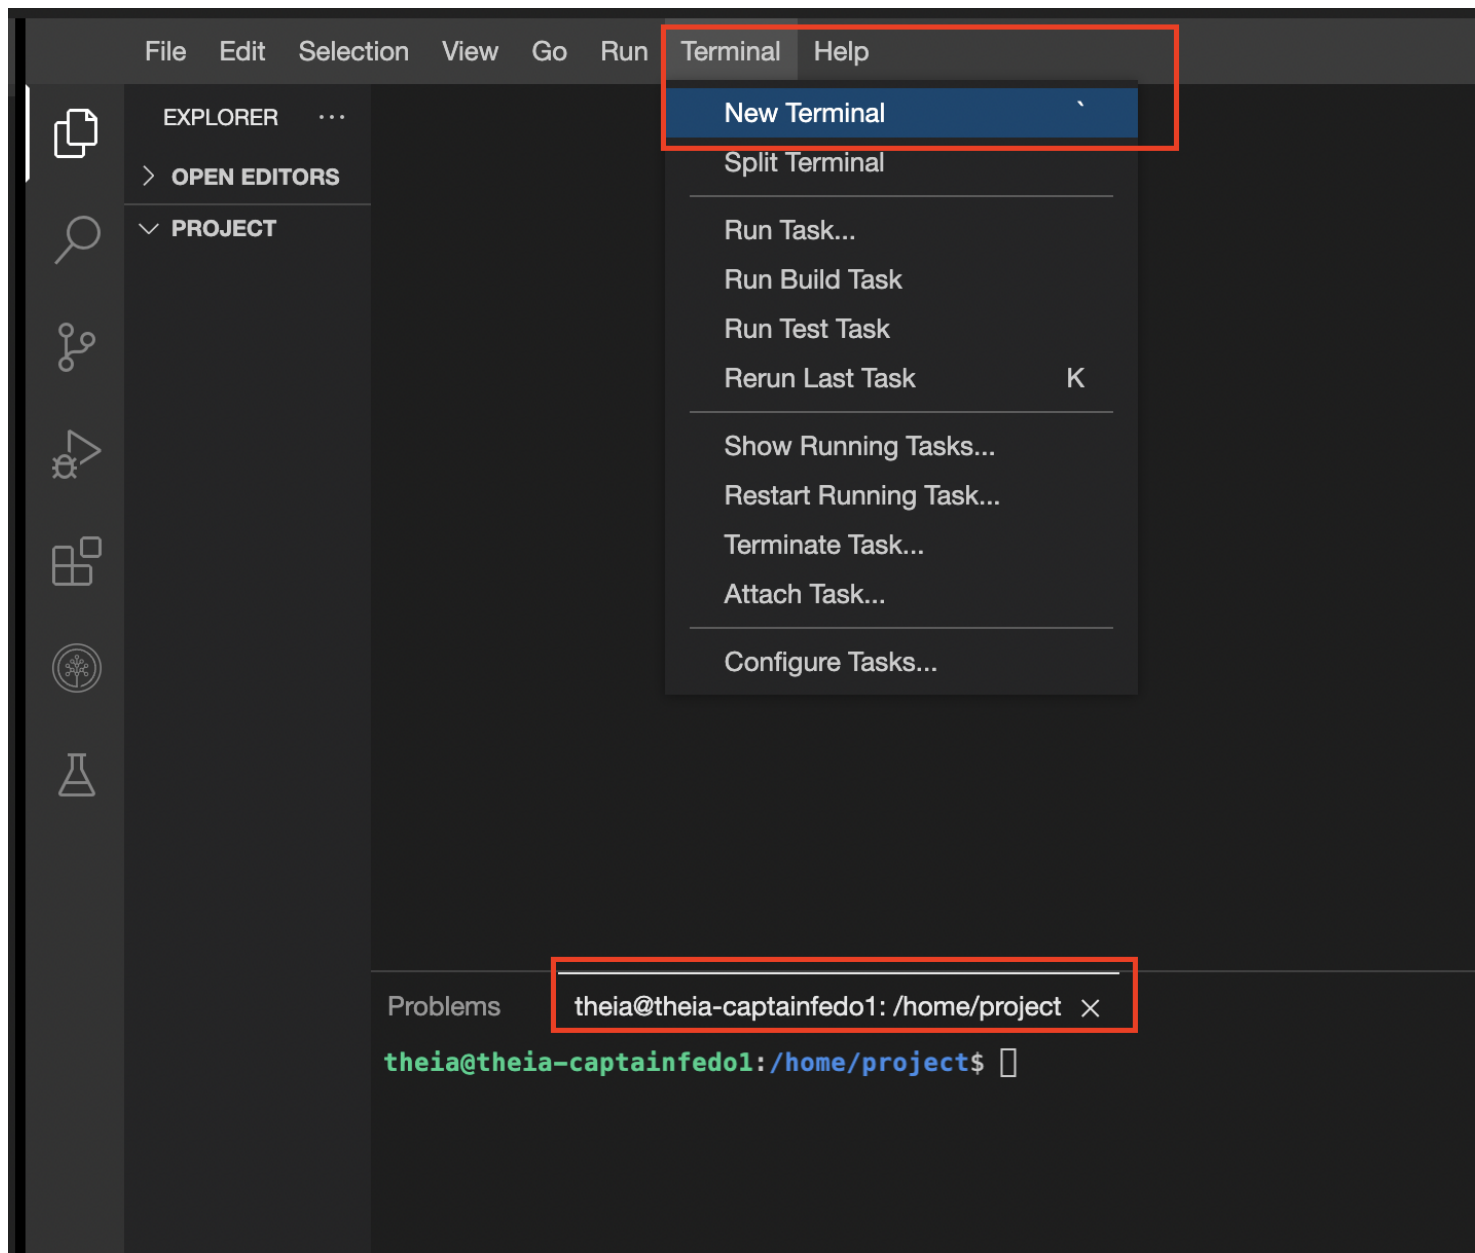 File Edit Selection View Go Run Terminal Help
EXPLORER ...
OPEN EDITORS
PROJECT
New Terminal `
Split Terminal
Run Task...
Run Build Task
Run Test Task
Rerun Last Task K
Show Running Tasks...
Restart Running Task...
Terminate Task...
Attach Task...
Configure Tasks...
Problems theia@theia-captainfedo1: /home/project
theia@theia-captainfedo1:/home/project$